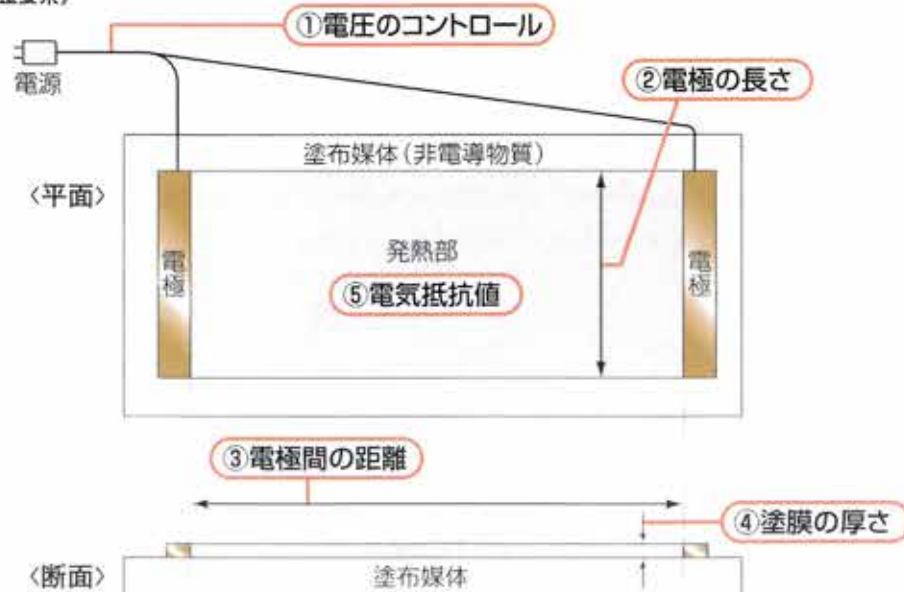 ①電圧のコントロール
電源
②電極の長さ
塗布媒体(非電導物質)
〈平面〉
電極
発熱部
⑤電気抵抗値
電極
③電極間の距離
④塗膜の厚さ
〈断面〉
塗布媒体